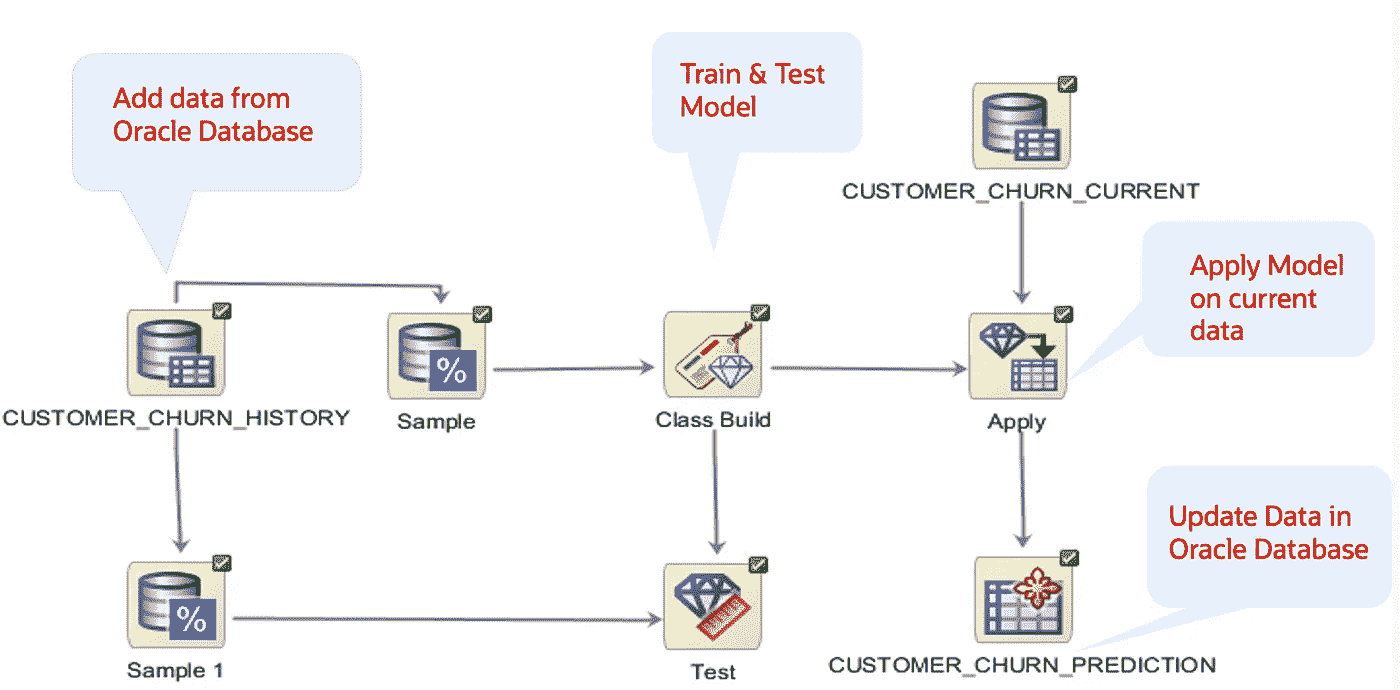 Add data from
Oracle Database
Train & Test
Model
CUSTOMER_CHURN_CURRENT
Apply Model
on current
data
CUSTOMER_CHURN_HISTORY
%
Sample
Class Build
Apply
Update Data in
Oracle Database
%
Sample 1
Test
CUSTOMER_CHURN_PREDICTION